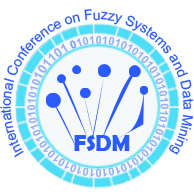 International Conference on Fuzzy Systems and Data Mining
FSDM